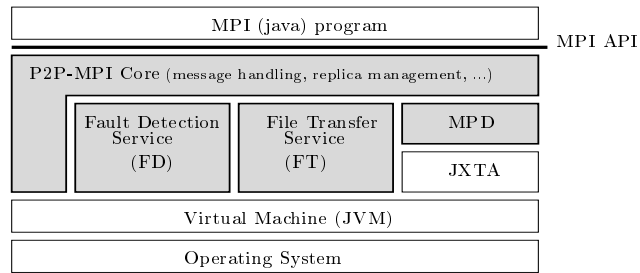 MPI (java) program
MPI API
P2P-MPI Core (message handling, replica management, ...)
Fault Detection
Service
(FD)
File Transfer
Service
(FT)
MPD
JXTA
Virtual Machine (JVM)
Operating System